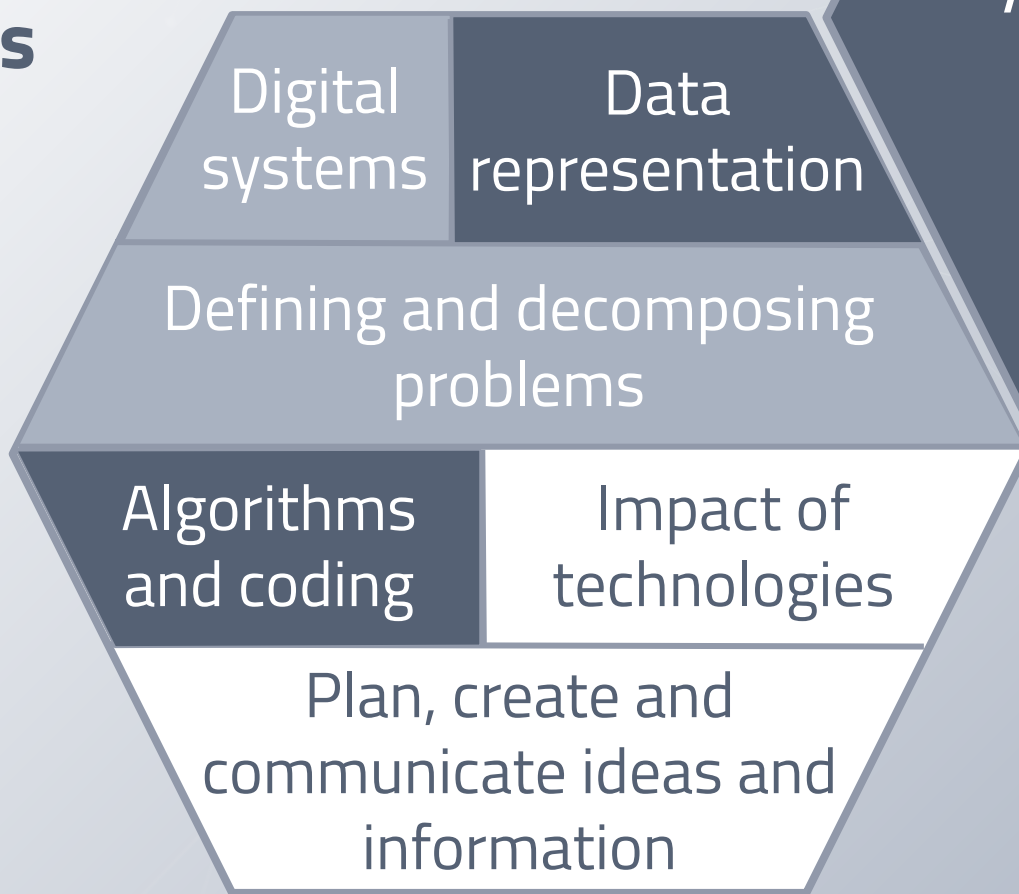 s
Digital
systems
Data
representation
Defining and decomposing
problems
Algorithms
and coding
Impact of
technologies
Plan, create and
communicate ideas and
information